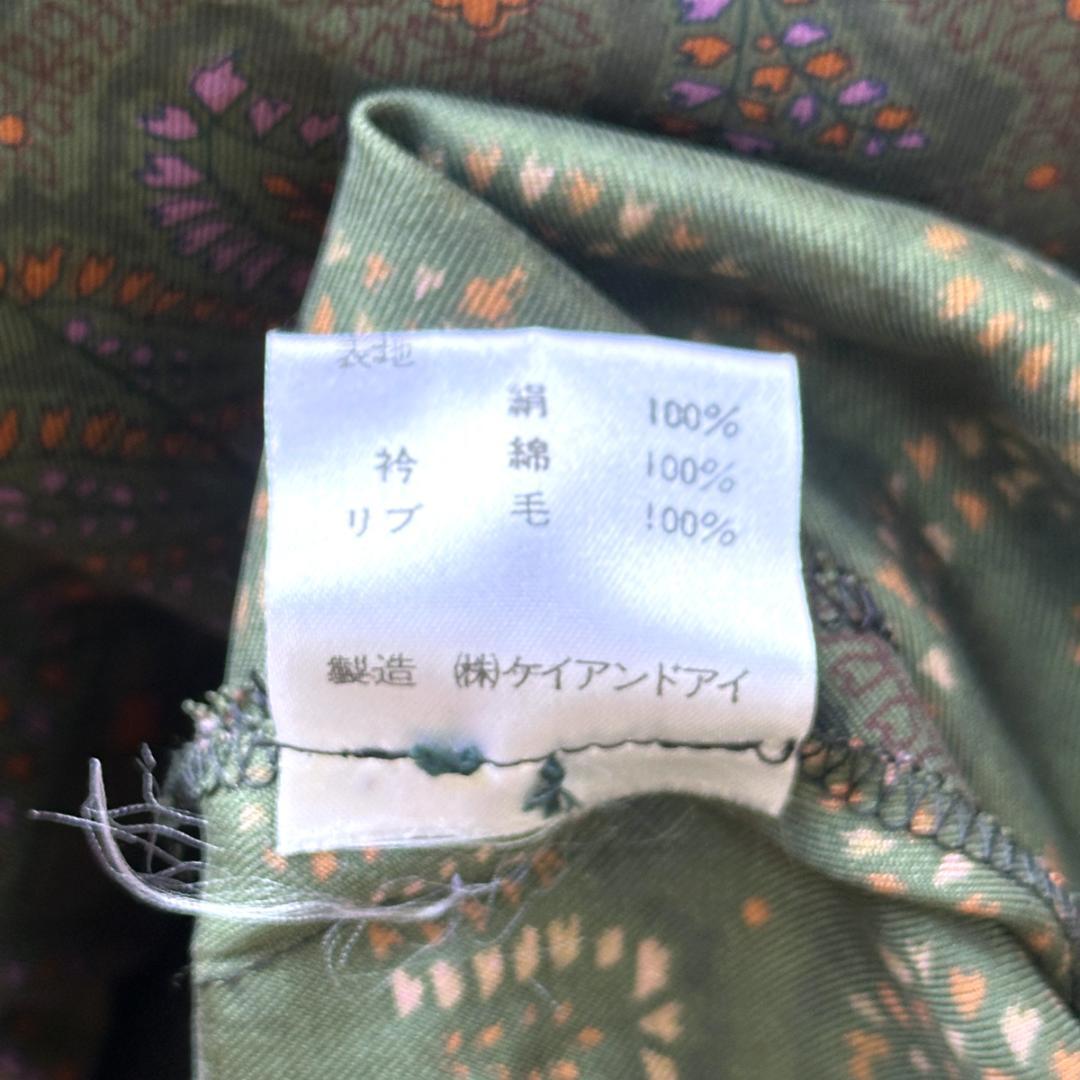 表地
絹 100%
衿 綿 100%
リブ 毛 100%
製造 ㈱ケイアンドアイ